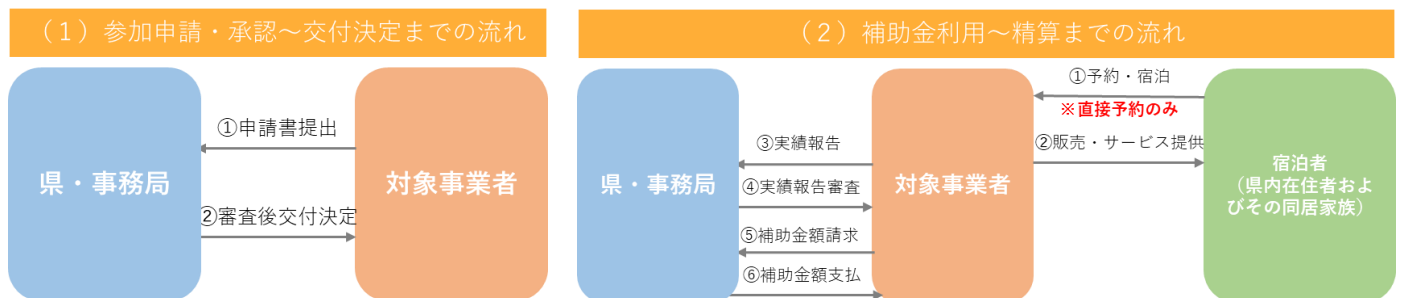 （１）参加申請・承認～交付決定までの流れ
県・事務局
①申請書提出
②審査後交付決定
対象事業者
（２）補助金利用～精算までの流れ
県・事務局
③実績報告
④実績報告審査
⑤補助金額請求
⑥補助金額支払
対象事業者
①予約・宿泊
※直接予約のみ
②販売・サービス提供
宿泊者
（県内在住者およ
びその同居家族）